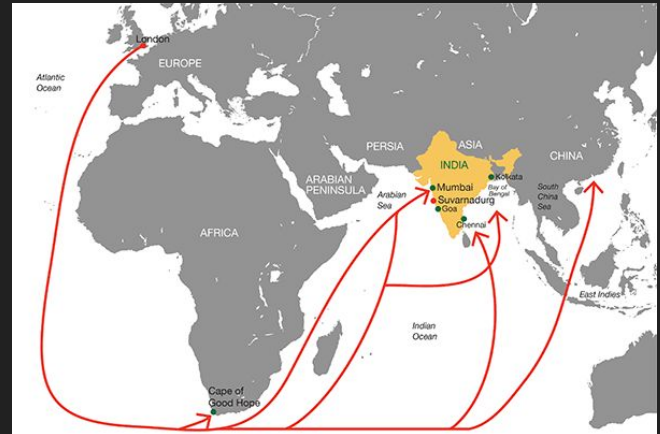 London
EUROPE
Atlantic
Ocean
PERSIA
ASIA
CHINA
INDIA
Kolkata
ARABIAN
PENINSULA
Arabian
Sea
Mumbai
Suvarnadurg
Goa
Chennai
Bay of
Bengal
South
China
Sea
AFRICA
East Indies
Indian
Ocean
Cape of
Good Hope